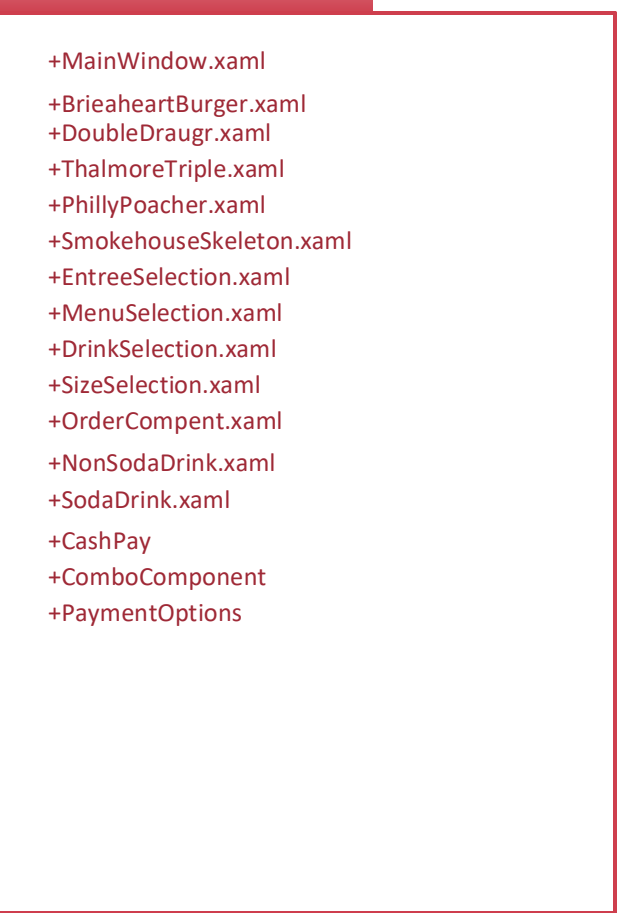 +MainWindow.xaml
+BrieaheartBurger.xaml
+DoubleDraugr.xaml
+ThalmoreTriple.xaml
+PhillyPoacher.xaml
+SmokehouseSkeleton.xaml
+EntreeSelection.xaml
+MenuSelection.xaml
+DrinkSelection.xaml
+SizeSelection.xaml
+OrderCompent.xaml
+NonSodaDrink.xaml
+SodaDrink.xaml
+CashPay
+ComboComponent
+PaymentOptions